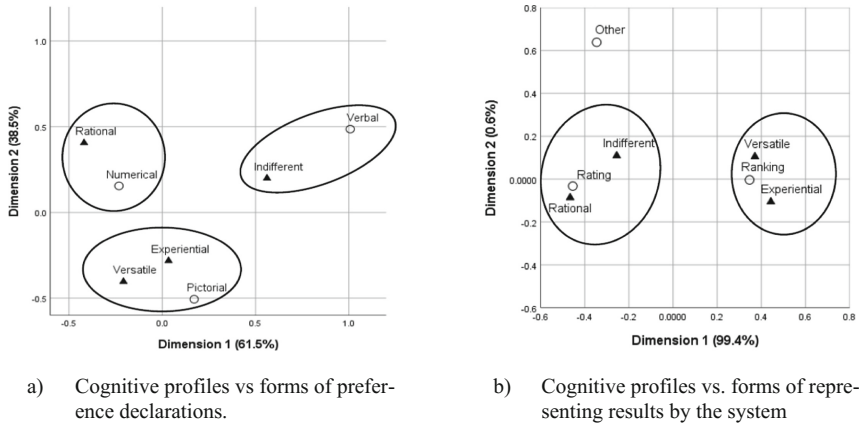 1.0
0.5
0.0
-0.5
-0.5
0.0
0.5
1.0
Dimension 2 (38.5%)
Dimension 1 (61.5%)
Rational
Numerical
Verbal
Indifferent
Experiential
Versatile
Pictorial
a) Cognitive profiles vs forms of prefer-
ence declarations.
0.8
0.6
0.4
0.2
0.0000
-0.2
-0.4
-0.6
-0.6
-0.4
-0.2
0.0000
0.2
0.4
0.6
0.8
Dimension 2 (0.6%)
Dimension 1 (99.4%)
Other
Indifferent
Rating
Rational
Versatile
Ranking
Experiential
b) Cognitive profiles vs. forms of repre-
senting results by the system